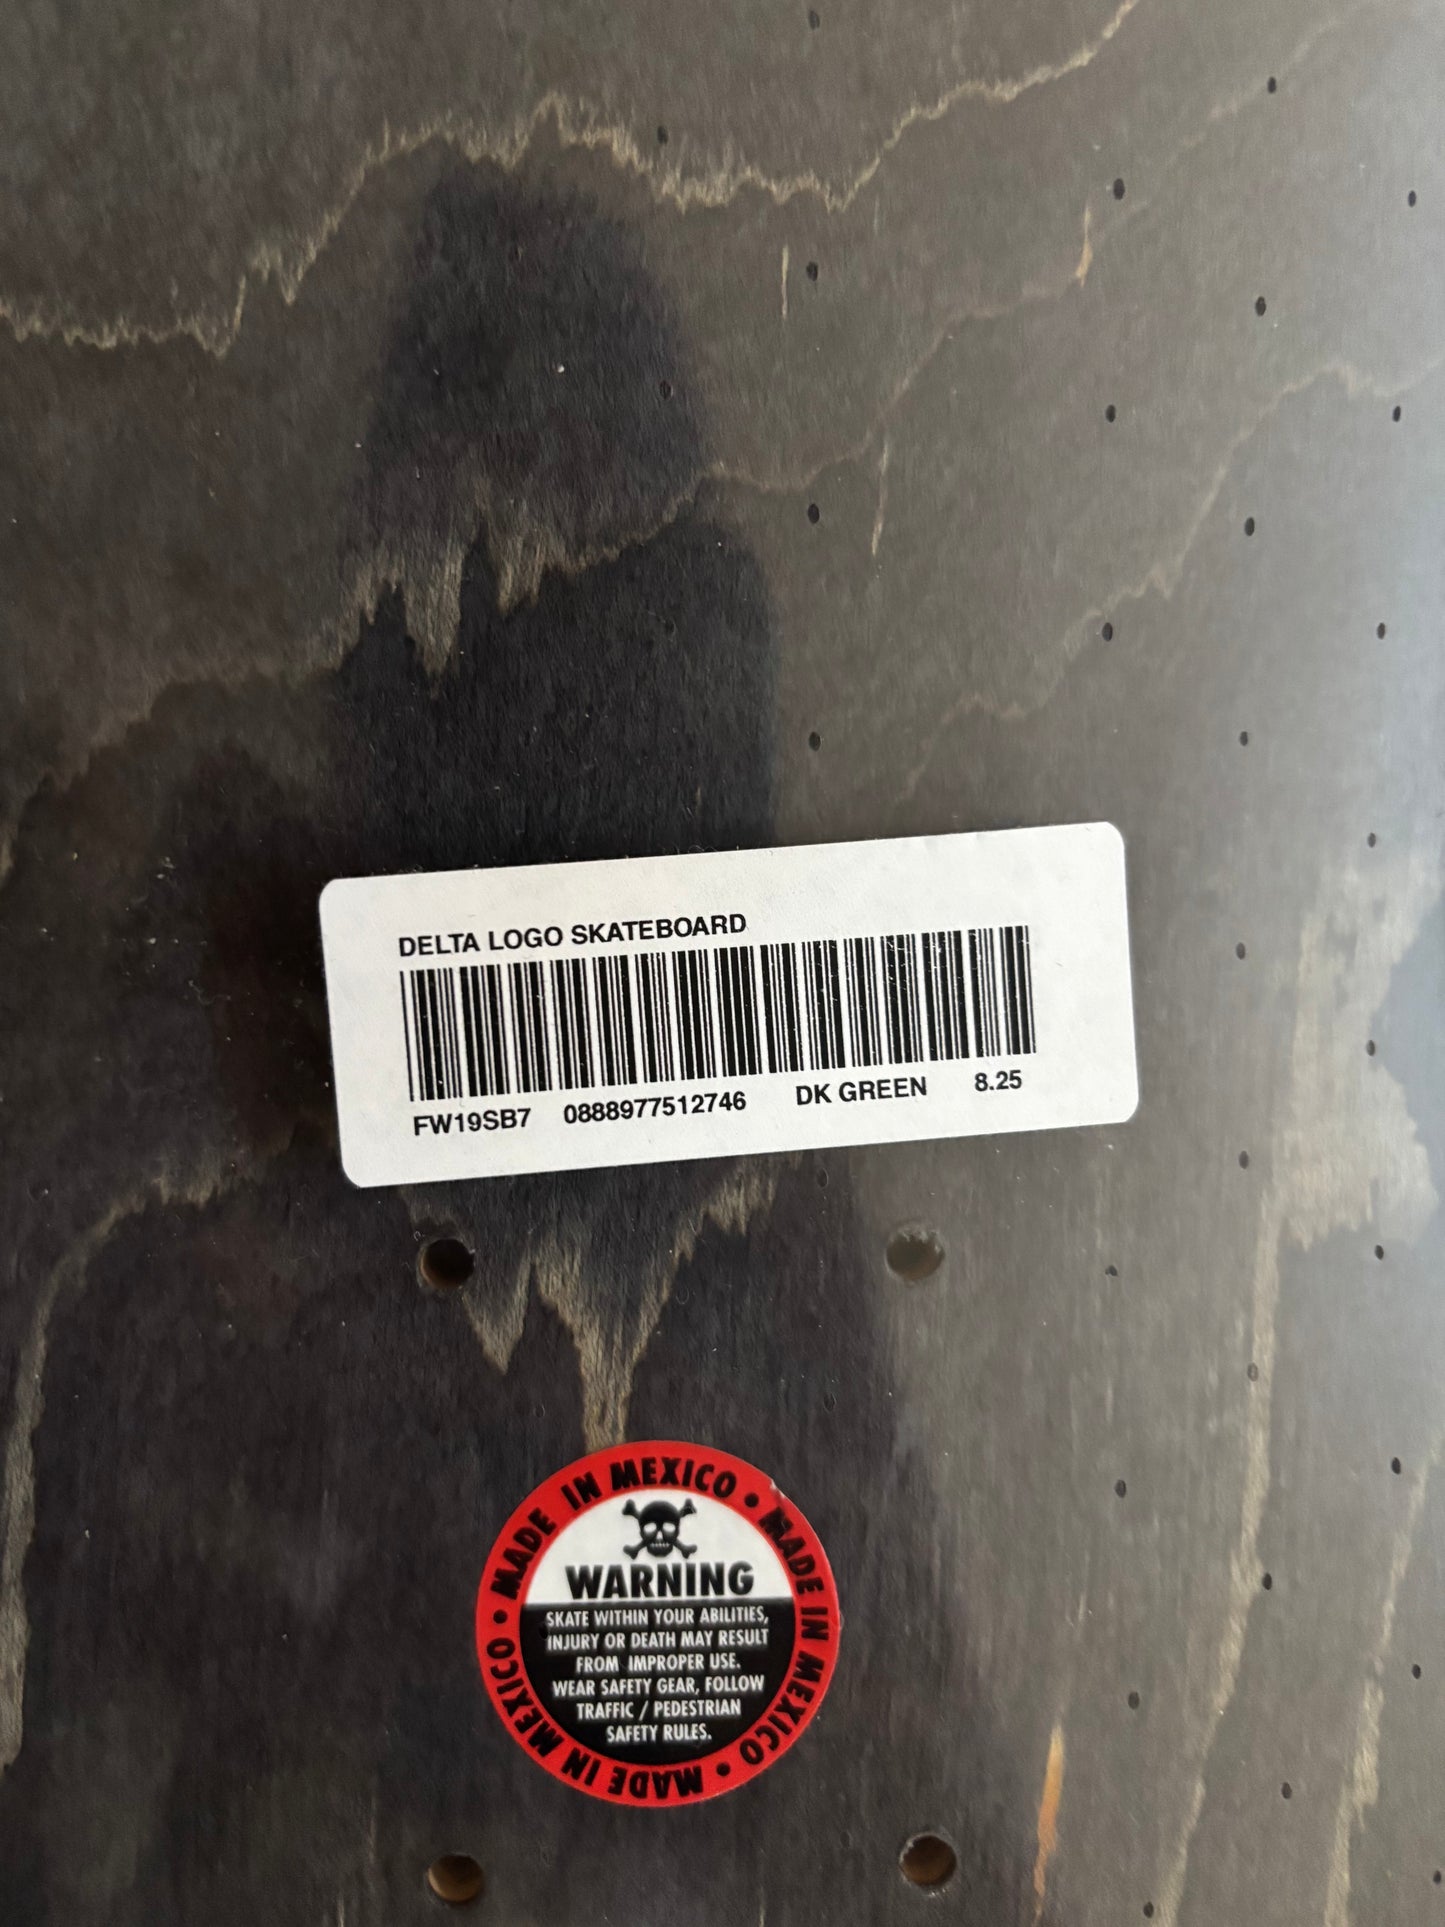 DELTA LOGO SKATEBOARD
FW19SB7 0888977512746 DK GREEN 8.25
MADE IN MEXICO • MADE IN MEXICO • MADE IN MEXICO •
WARNING
SKATE WITHIN YOUR ABILITIES,
INJURY OR DEATH MAY RESULT
FROM IMPROPER USE.
WEAR SAFETY GEAR, FOLLOW
TRAFFIC / PEDESTRIAN
SAFETY RULES.